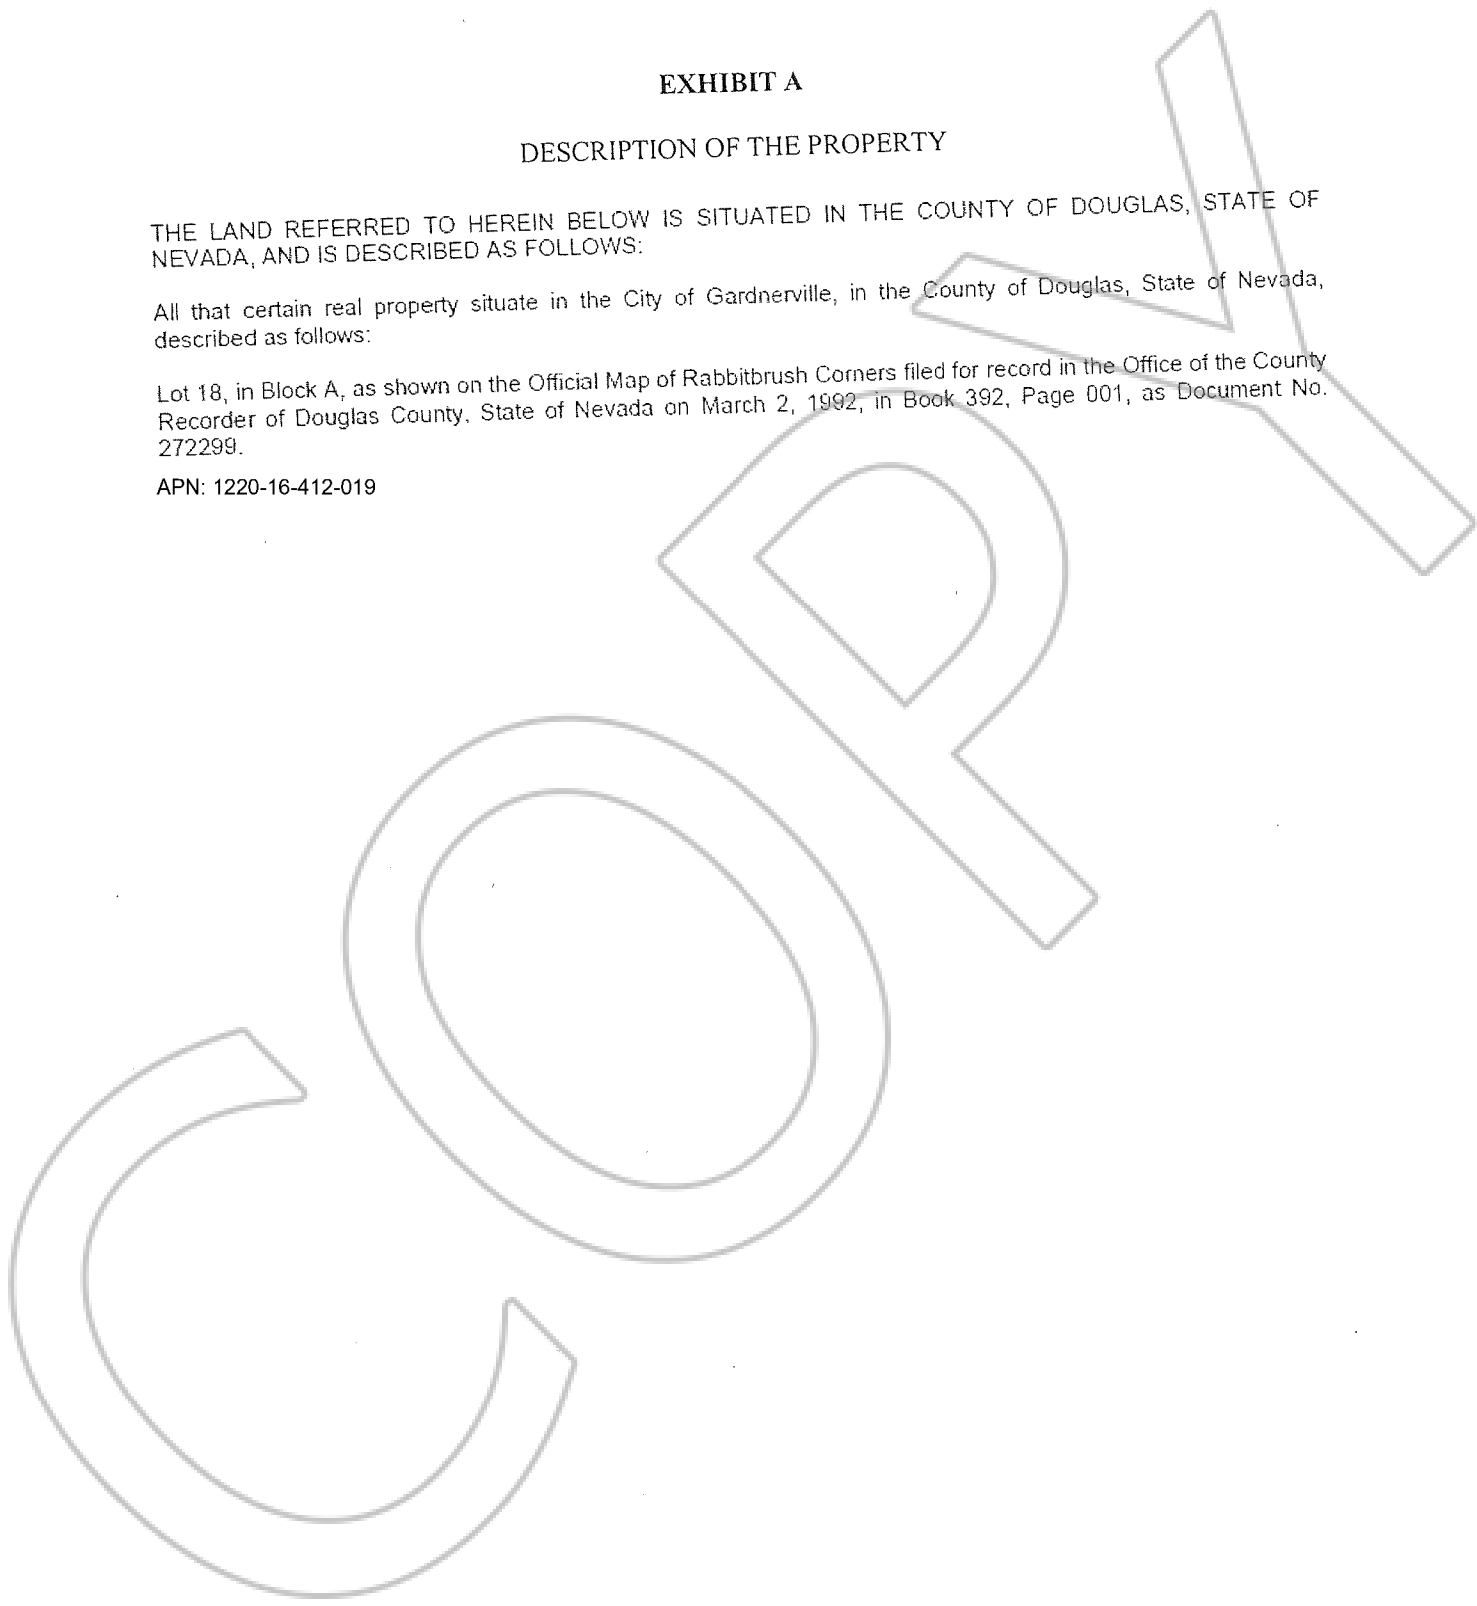 EXHIBIT A
DESCRIPTION OF THE PROPERTY
THE LAND REFERRED TO HEREIN BELOW IS SITUATED IN THE COUNTY OF DOUGLAS, STATE OF
NEVADA, AND IS DESCRIBED AS FOLLOWS:
All that certain real property situate in the City of Gardnerville, in the County of Douglas, State of Nevada,
described as follows:
Lot 18, in Block A, as shown on the Official Map of Rabbitbrush Corners filed for record in the Office of the County
Recorder of Douglas County, State of Nevada on March 2, 1992, in Book 392, Page 001, as Document No.
272299.
APN: 1220-16-412-019
COPY